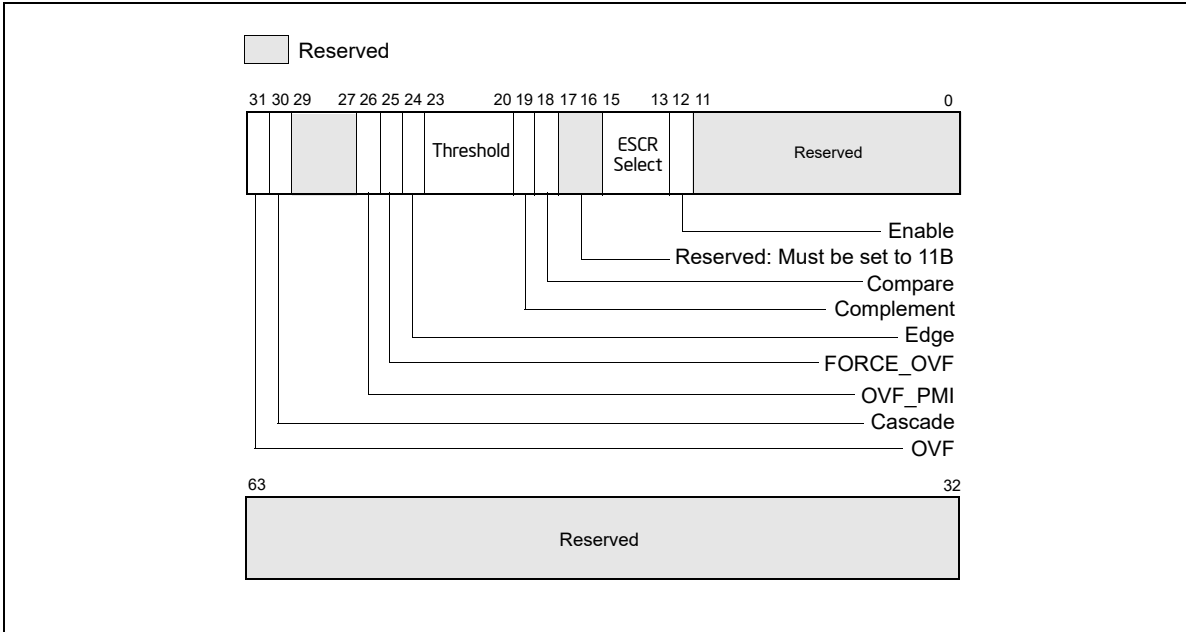 Reserved
31 30 29 27 26 25 24 23 20 19 18 17 16 15 13 12 11 0
Threshold
ESCR
Select
Reserved
Enable
Reserved: Must be set to 11B
Compare
Complement
Edge
FORCE_OVF
OVF_PMI
Cascade
OVF
63 32
Reserved